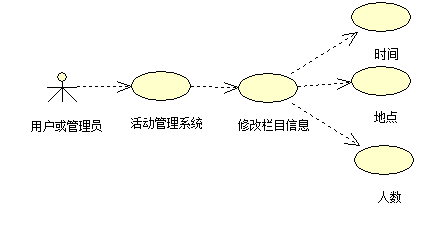 时间
地点
用户或管理员
活动管理系统
修改栏目信息
人数